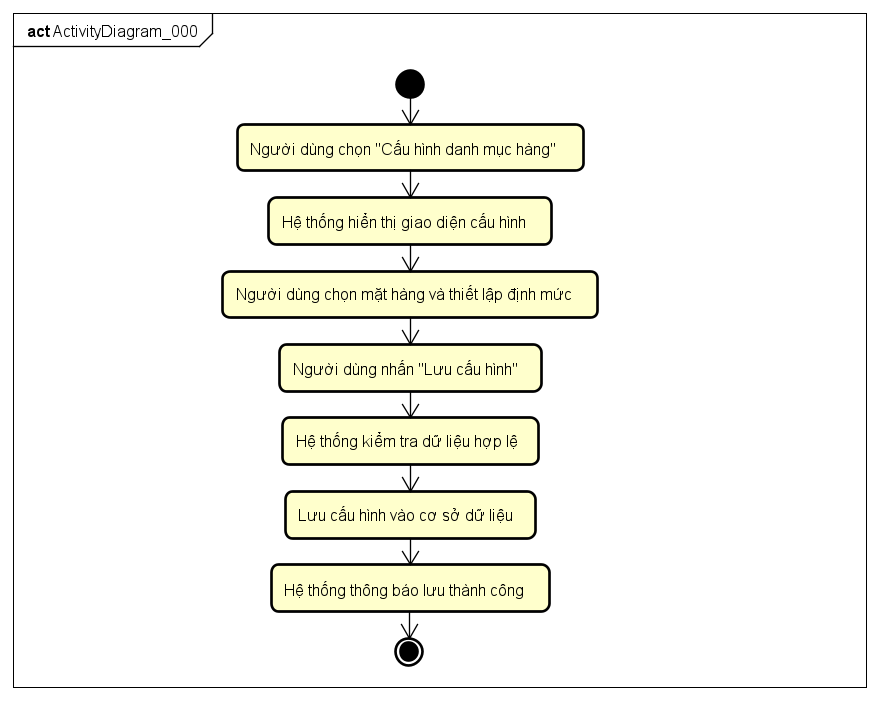 act ActivityDiagram_000
Người dùng chọn "Cấu hình danh mục hàng"
Hệ thống hiển thị giao diện cấu hình
Người dùng chọn mặt hàng và thiết lập định mức
Người dùng nhấn "Lưu cấu hình"
Hệ thống kiểm tra dữ liệu hợp lệ
Lưu cấu hình vào cơ sở dữ liệu
Hệ thống thông báo lưu thành công